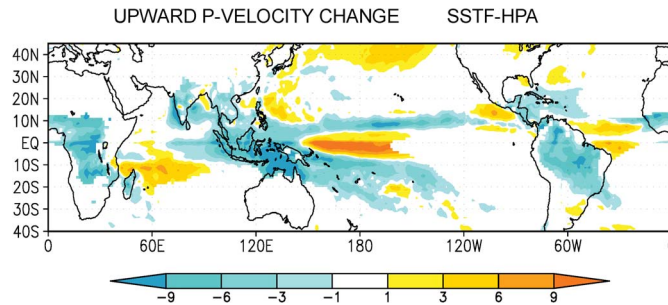 UPWARD P-VELOCITY CHANGE SSTF-HPA
40N
30N
20N
10N
EQ
10S
20S
30S
40S
0 60E 120E 180 120W 60W 0
−9 −6 −3 −1 1 3 6 9